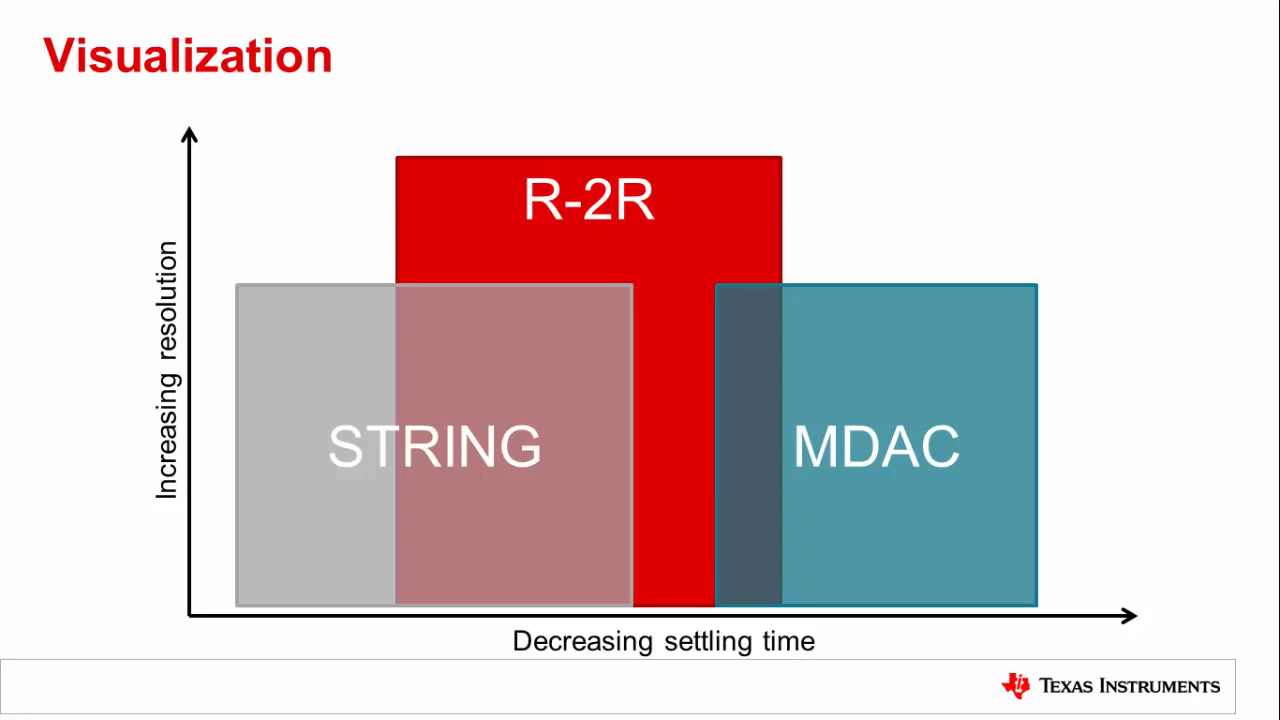 Visualization
R-2R
Increasing resolution
STRING
MDAC
Decreasing settling time
TEXAS INSTRUMENTS